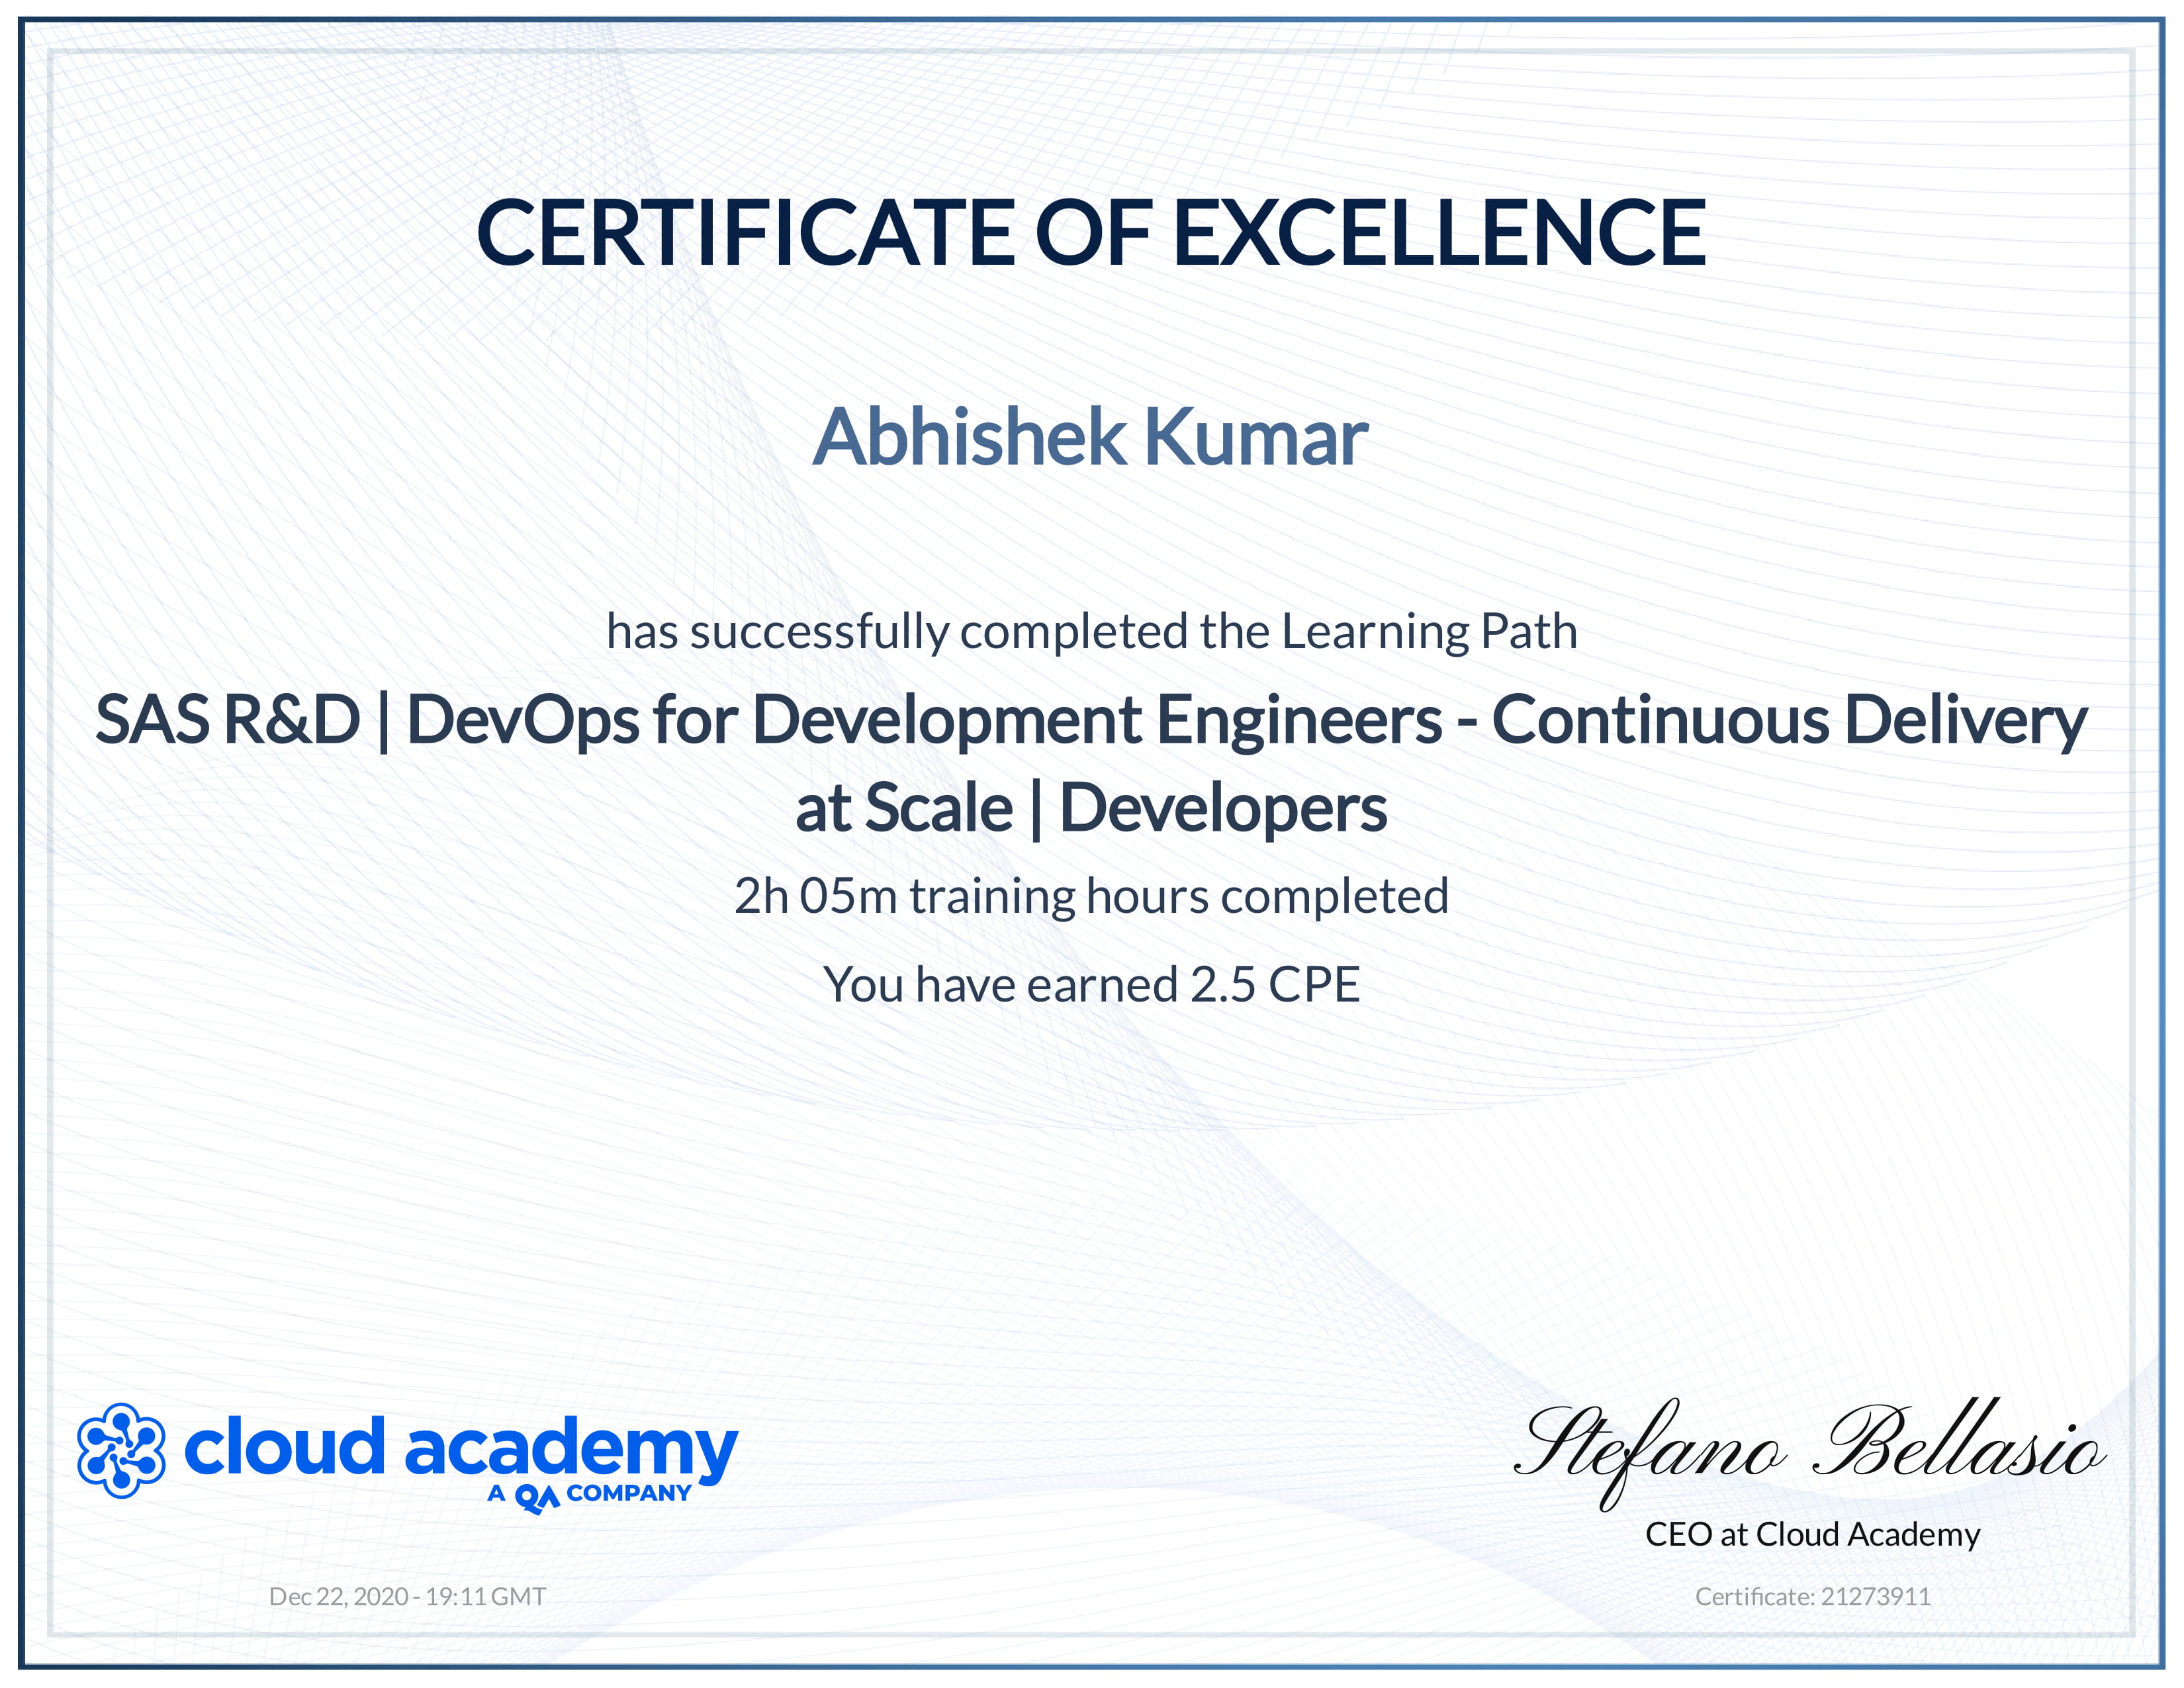 CERTIFICATE OF EXCELLENCE
Abhishek Kumar
has successfully completed the Learning Path
SAS R&D | DevOps for Development Engineers - Continuous Delivery
at Scale | Developers
2h 05m training hours completed
You have earned 2.5 CPE
cloud academy
A QA COMPANY
Stefano Bellasio
CEO at Cloud Academy
Dec 22, 2020 - 19:11 GMT
Certificate: 21273911